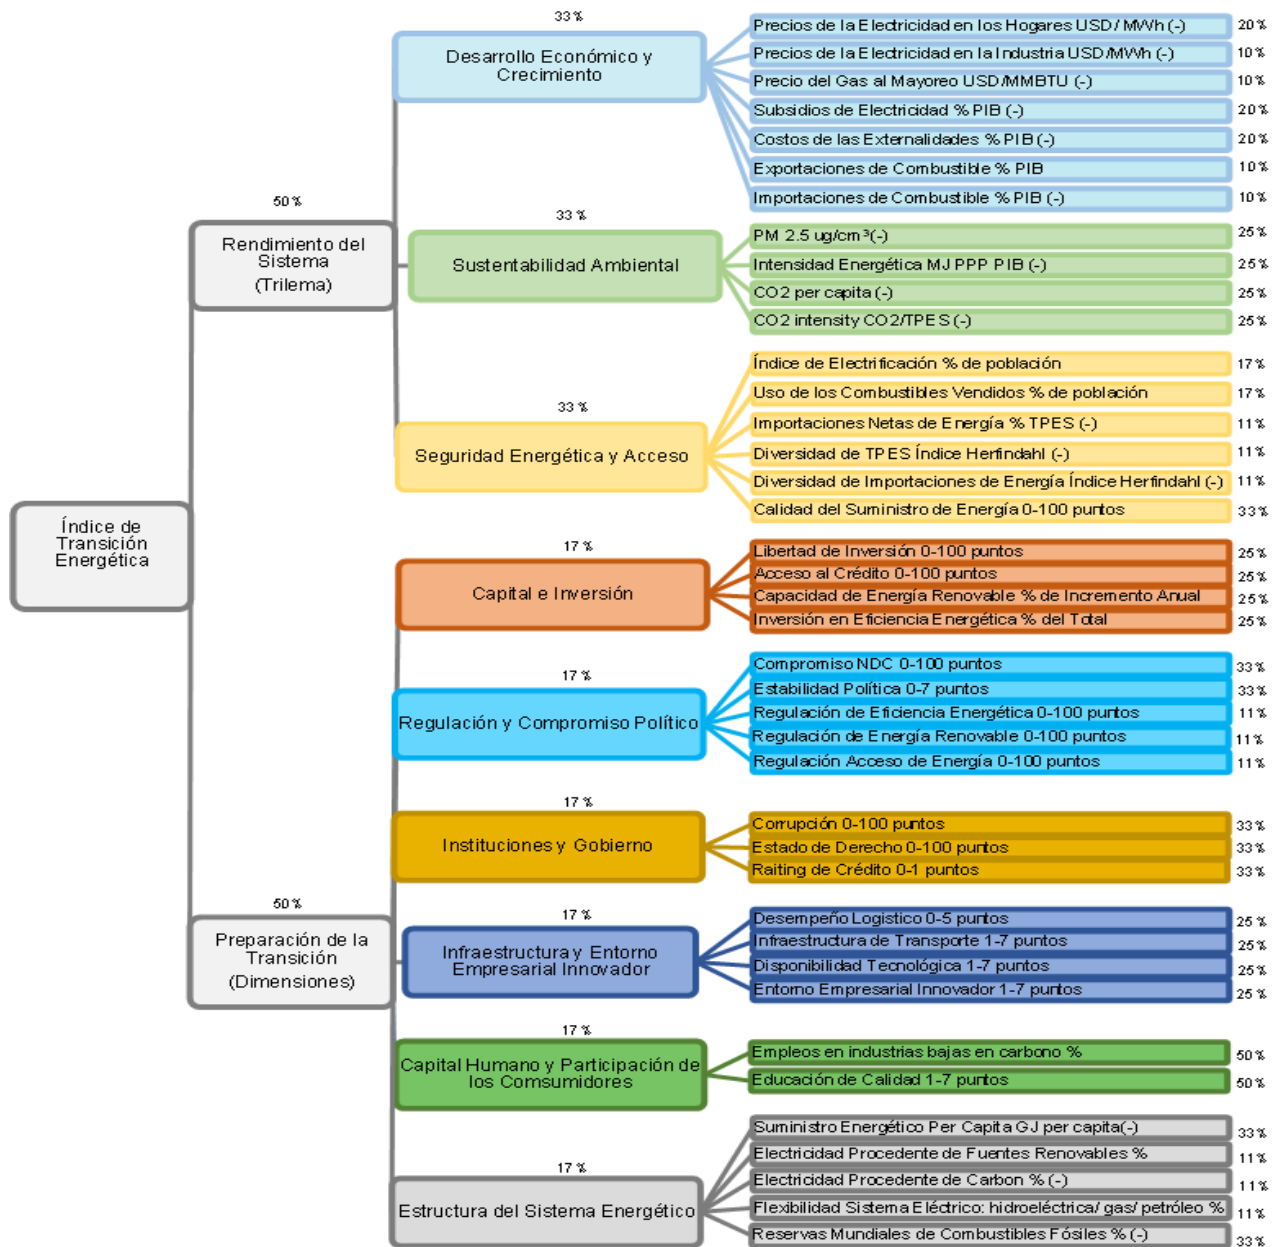 Índice de
Transición
Energética
50%
Rendimiento del
Sistema
(Trilema)
33%
Desarrollo Económico y
Crecimiento
Precios de la Electricidad en los Hogares USD/ MWh (-)
20%
Precios de la Electricidad en la Industria USD/MWh (-)
10%
Precio del Gas al Mayoreo USD/MMBTU (-)
10%
Subsidios de Electricidad % PIB (-)
20%
Costos de las Externalidades % PIB (-)
20%
Exportaciones de Combustible % PIB
10%
Importaciones de Combustible % PIB (-)
10%
33%
Sustentabilidad Ambiental
PM 2.5 ug/cm³(-)
25%
Intensidad Energética MJ PPP PIB (-)
25%
CO2 per capita (-)
25%
CO2 intensity CO2/TPES (-)
25%
33%
Seguridad Energética y Acceso
Índice de Electrificación % de población
17%
Uso de los Combustibles Vendidos % de población
17%
Importaciones Netas de Energía % TPES (-)
11%
Diversidad de TPES Índice Herfindahl (-)
11%
Diversidad de Importaciones de Energía Índice Herfindahl (-)
11%
Calidad del Suministro de Energía 0-100 puntos
33%
50%
Preparación de la
Transición
(Dimensiones)
17%
Capital e Inversión
Libertad de Inversión 0-100 puntos
25%
Acceso al Crédito 0-100 puntos
25%
Capacidad de Energía Renovable % de Incremento Anual
25%
Inversión en Eficiencia Energética % del Total
25%
17%
Regulación y Compromiso Político
Compromiso NDC 0-100 puntos
33%
Estabilidad Política 0-7 puntos
33%
Regulación de Eficiencia Energética 0-100 puntos
11%
Regulación de Energía Renovable 0-100 puntos
11%
Regulación Acceso de Energía 0-100 puntos
11%
17%
Instituciones y Gobierno
Corrupción 0-100 puntos
33%
Estado de Derecho 0-100 puntos
33%
Raiting de Crédito 0-1 puntos
33%
17%
Infraestructura y Entorno
Empresarial Innovador
Desempeño Logistico 0-5 puntos
25%
Infraestructura de Transporte 1-7 puntos
25%
Disponibilidad Tecnológica 1-7 puntos
25%
Entorno Empresarial Innovador 1-7 puntos
25%
17%
Capital Humano y Participación de
los Comsumidores
Empleos en industrias bajas en carbono %
50%
Educación de Calidad 1-7 puntos
50%
17%
Estructura del Sistema Energético
Suministro Energético Per Capita GJ per capita(-)
33%
Electricidad Procedente de Fuentes Renovables %
11%
Electricidad Procedente de Carbon % (-)
11%
Flexibilidad Sistema Eléctrico: hidroeléctrica/ gas/ petróleo %
11%
Reservas Mundiales de Combustibles Fósiles % (-)
33%